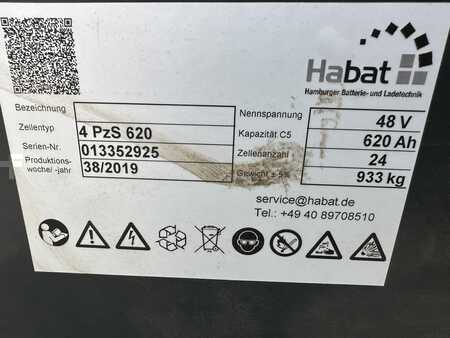 Habat
Hamburger Batterie- und Ladetechnik
Bezeichnung
Zellentyp 4 PzS 620
Serien-Nr. 013352925
Produktions-
woche/ -jahr 38/2019
Nennspannung 48 V
Kapazität C5 620 Ah
Zellenanzahl 24
Gewicht ± 5% 933 kg
service@habat.de
Tel.: +49 40 89708510